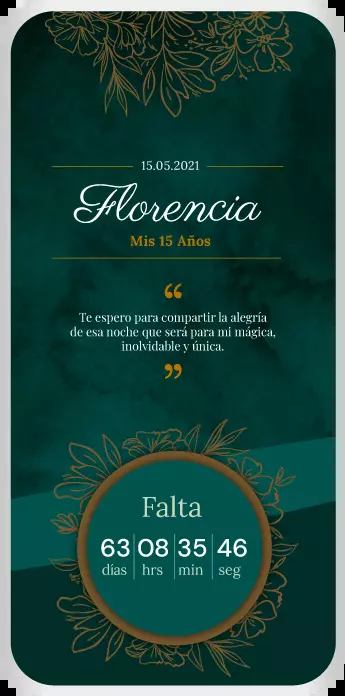 15.05.2021
Florencia
Mis 15 Años
“
Te espero para compartir la alegría
de esa noche que será para mi mágica,
inolvidable y única.
”
Falta
63 08 35 46
días hrs min seg